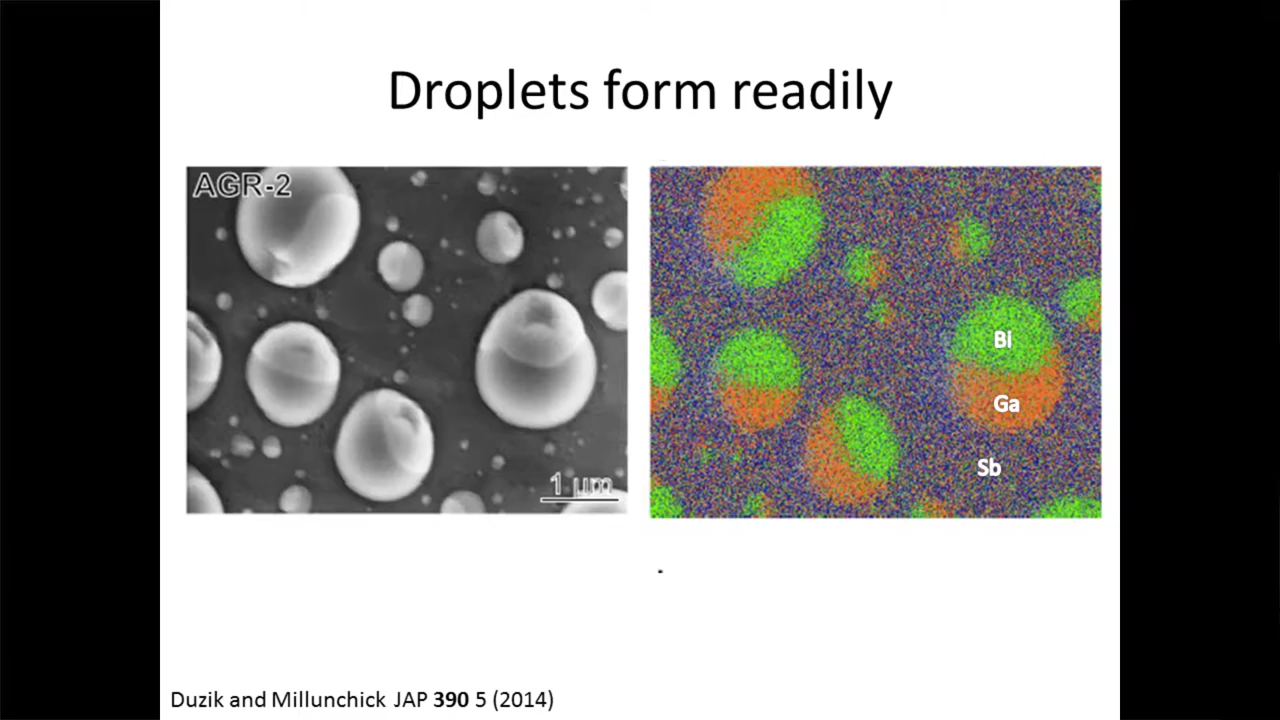 Droplets form readily
AGR-2
1 µm
Bi
Ga
Sb
Duzik and Millunchick JAP 390 5 (2014)